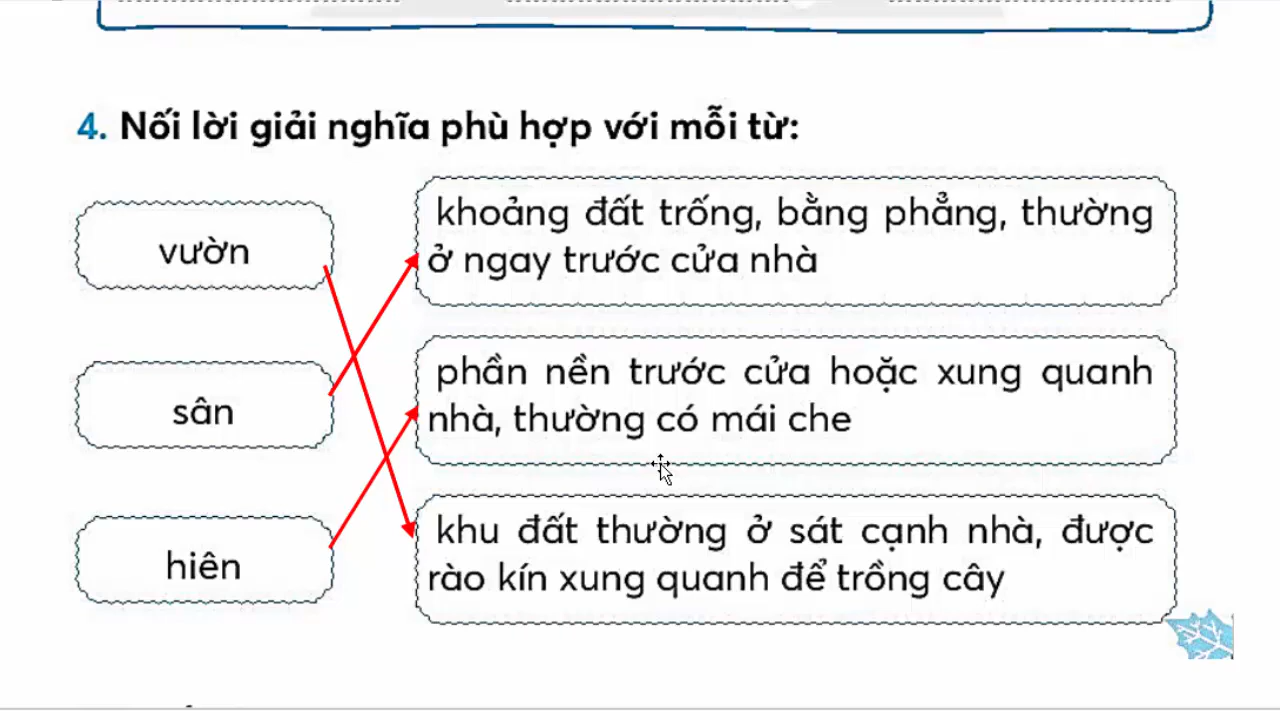 4. Nối lời giải nghĩa phù hợp với mỗi từ:
vườn
khoảng đất trống, bằng phẳng, thường
ở ngay trước cửa nhà
sân
phần nền trước cửa hoặc xung quanh
nhà, thường có mái che
hiên
khu đất thường ở sát cạnh nhà, được
rào kín xung quanh để trồng cây